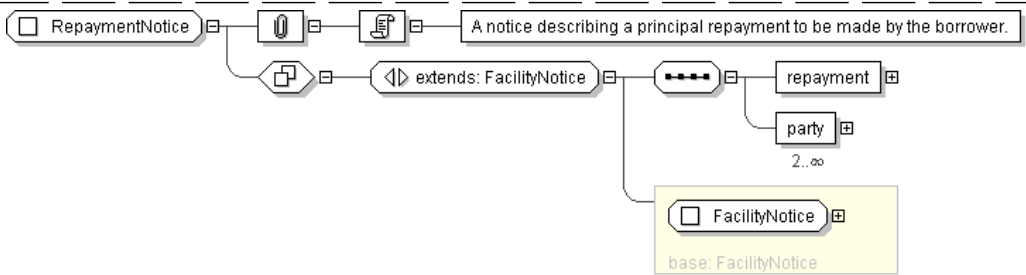 RepaymentNotice
A notice describing a principal repayment to be made by the borrower.
extends: FacilityNotice
repayment
party
2..∞
FacilityNotice
base: FacilityNotice